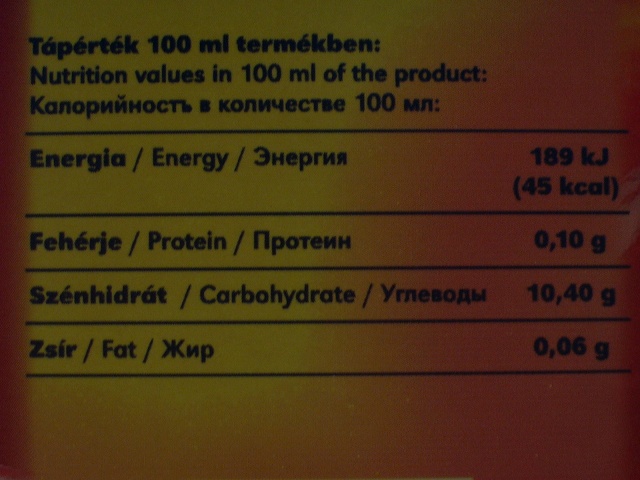 Tápérték 100 ml termékben:
Nutrition values in 100 ml of the product:
Калорийность в количестве 100 мл:
Energia / Energy / Энергия 189 kJ
(45 kcal)
Fehérje / Protein / Протеин 0,10 g
Szénhidrát / Carbohydrate / Углеводы 10,40 g
Zsír / Fat / Жир 0,06 g